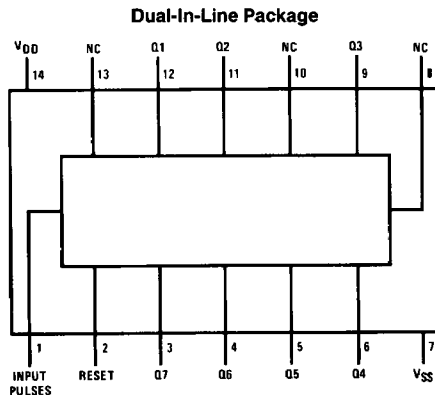 Dual-In-Line Package
VDD NC Q1 Q2 NC Q3 NC
14 13 12 11 10 9 8
1 2 3 4 5 6 7
INPUT PULSES RESET Q7 Q6 Q5 Q4 VSS